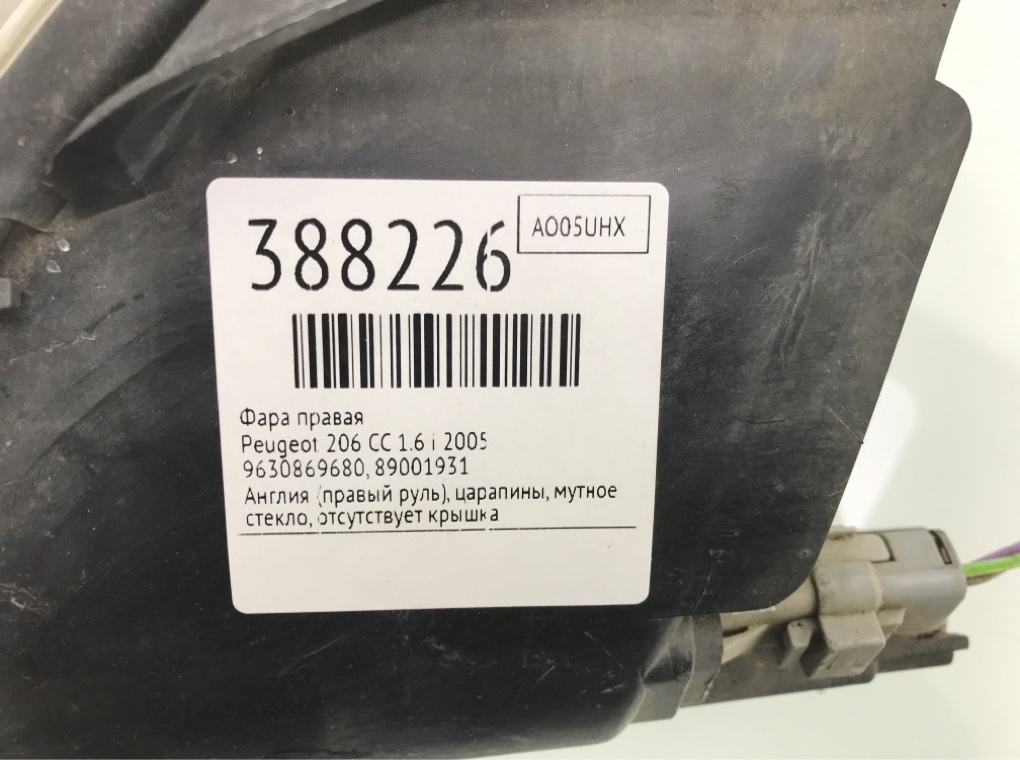 388226
AO05UHX
Фара правая
Peugeot 206 CC 1.6 i 2005
9630869680, 89001931
Англия (правый руль), царапины, мутное
стекло, отсутствует крышка